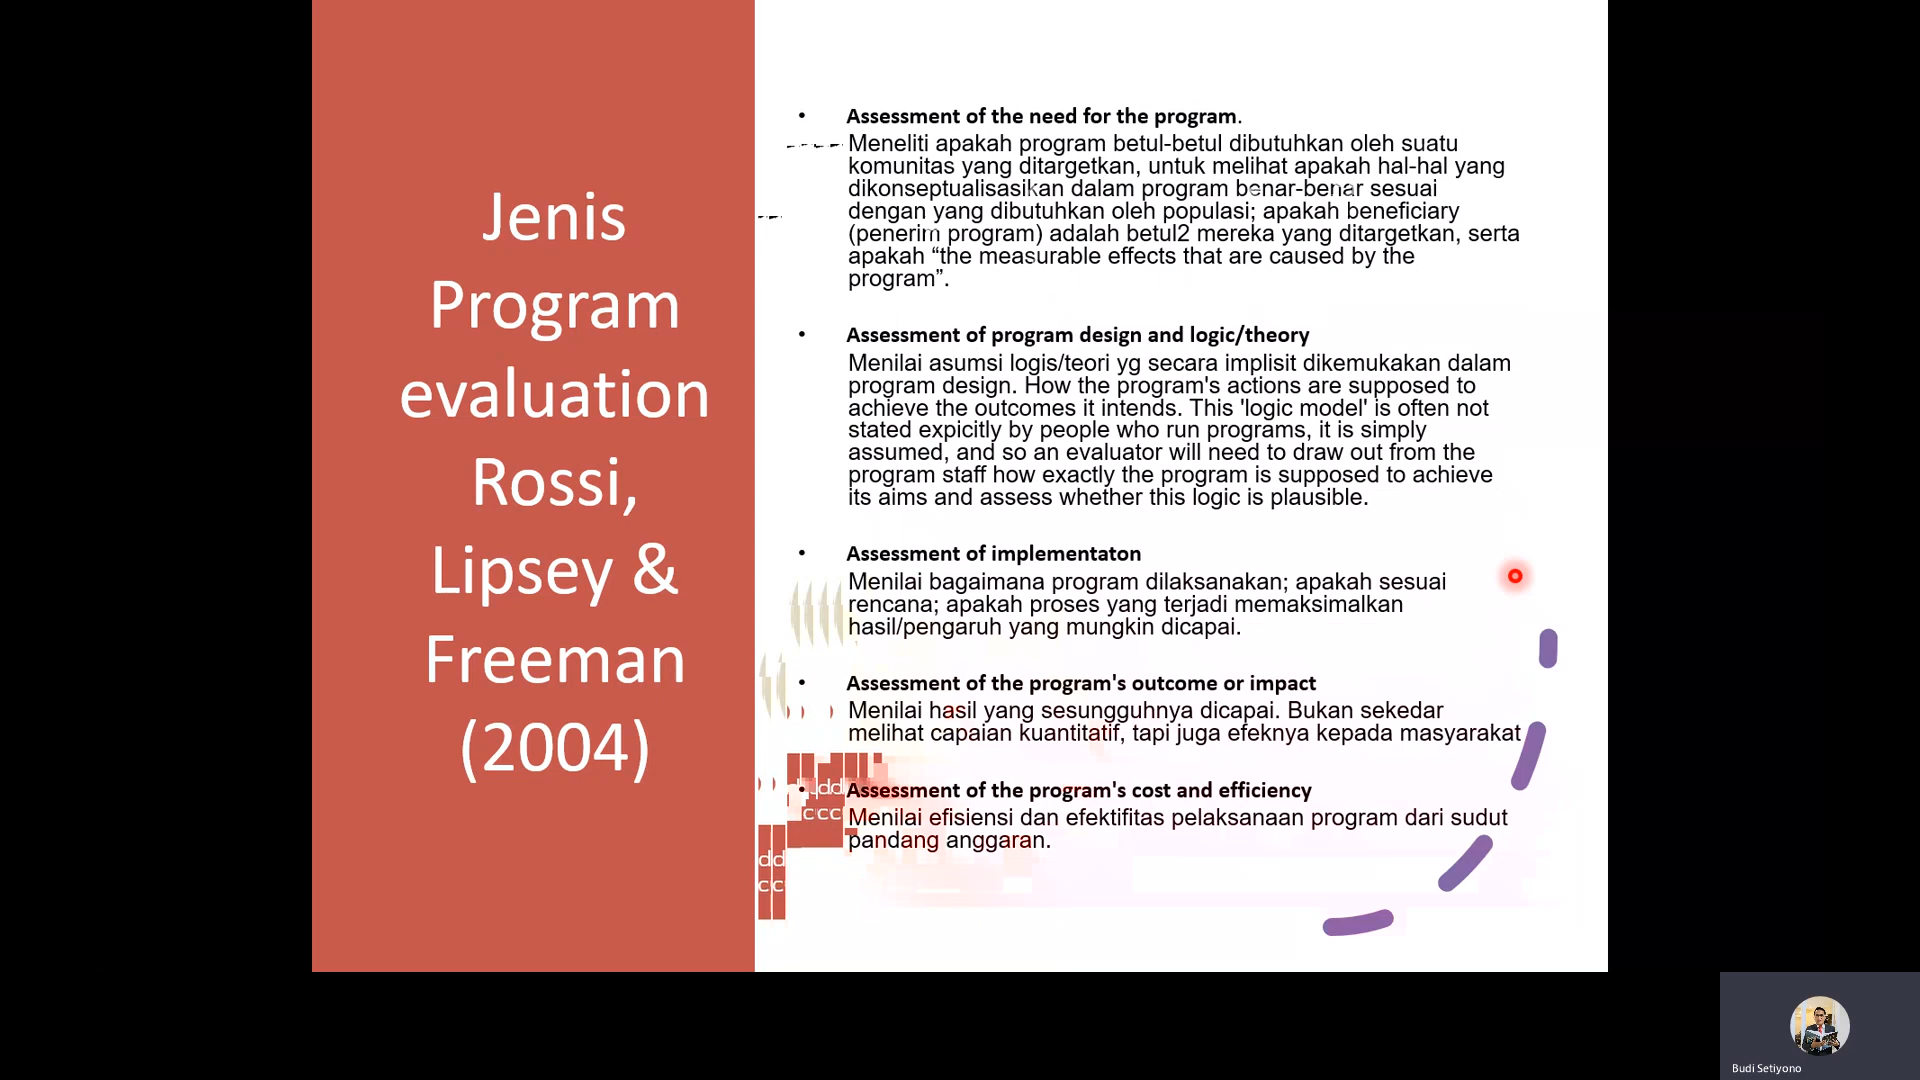 Jenis
Program
evaluation
Rossi,
Lipsey &
Freeman
(2004)
• Assessment of the need for the program.
Meneliti apakah program betul-betul dibutuhkan oleh suatu
komunitas yang ditargetkan, untuk melihat apakah hal-hal yang
dikonseptualisasikan dalam program benar-benar sesuai
dengan yang dibutuhkan oleh populasi; apakah beneficiary
(penerim program) adalah betul2 mereka yang ditargetkan, serta
apakah “the measurable effects that are caused by the
program”.
• Assessment of program design and logic/theory
Menilai asumsi logis/teori yg secara implisit dikemukakan dalam
program design. How the program's actions are supposed to
achieve the outcomes it intends. This 'logic model' is often not
stated expicitly by people who run programs, it is simply
assumed, and so an evaluator will need to draw out from the
program staff how exactly the program is supposed to achieve
its aims and assess whether this logic is plausible.
• Assessment of implementaton
Menilai bagaimana program dilaksanakan; apakah sesuai
rencana; apakah proses yang terjadi memaksimalkan
hasil/pengaruh yang mungkin dicapai.
• Assessment of the program's outcome or impact
Menilai hasil yang sesungguhnya dicapai. Bukan sekedar
melihat capaian kuantitatif, tapi juga efeknya kepada masyarakat
• Assessment of the program's cost and efficiency
Menilai efisiensi dan efektifitas pelaksanaan program dari sudut
pandang anggaran.
Budi Setiyono